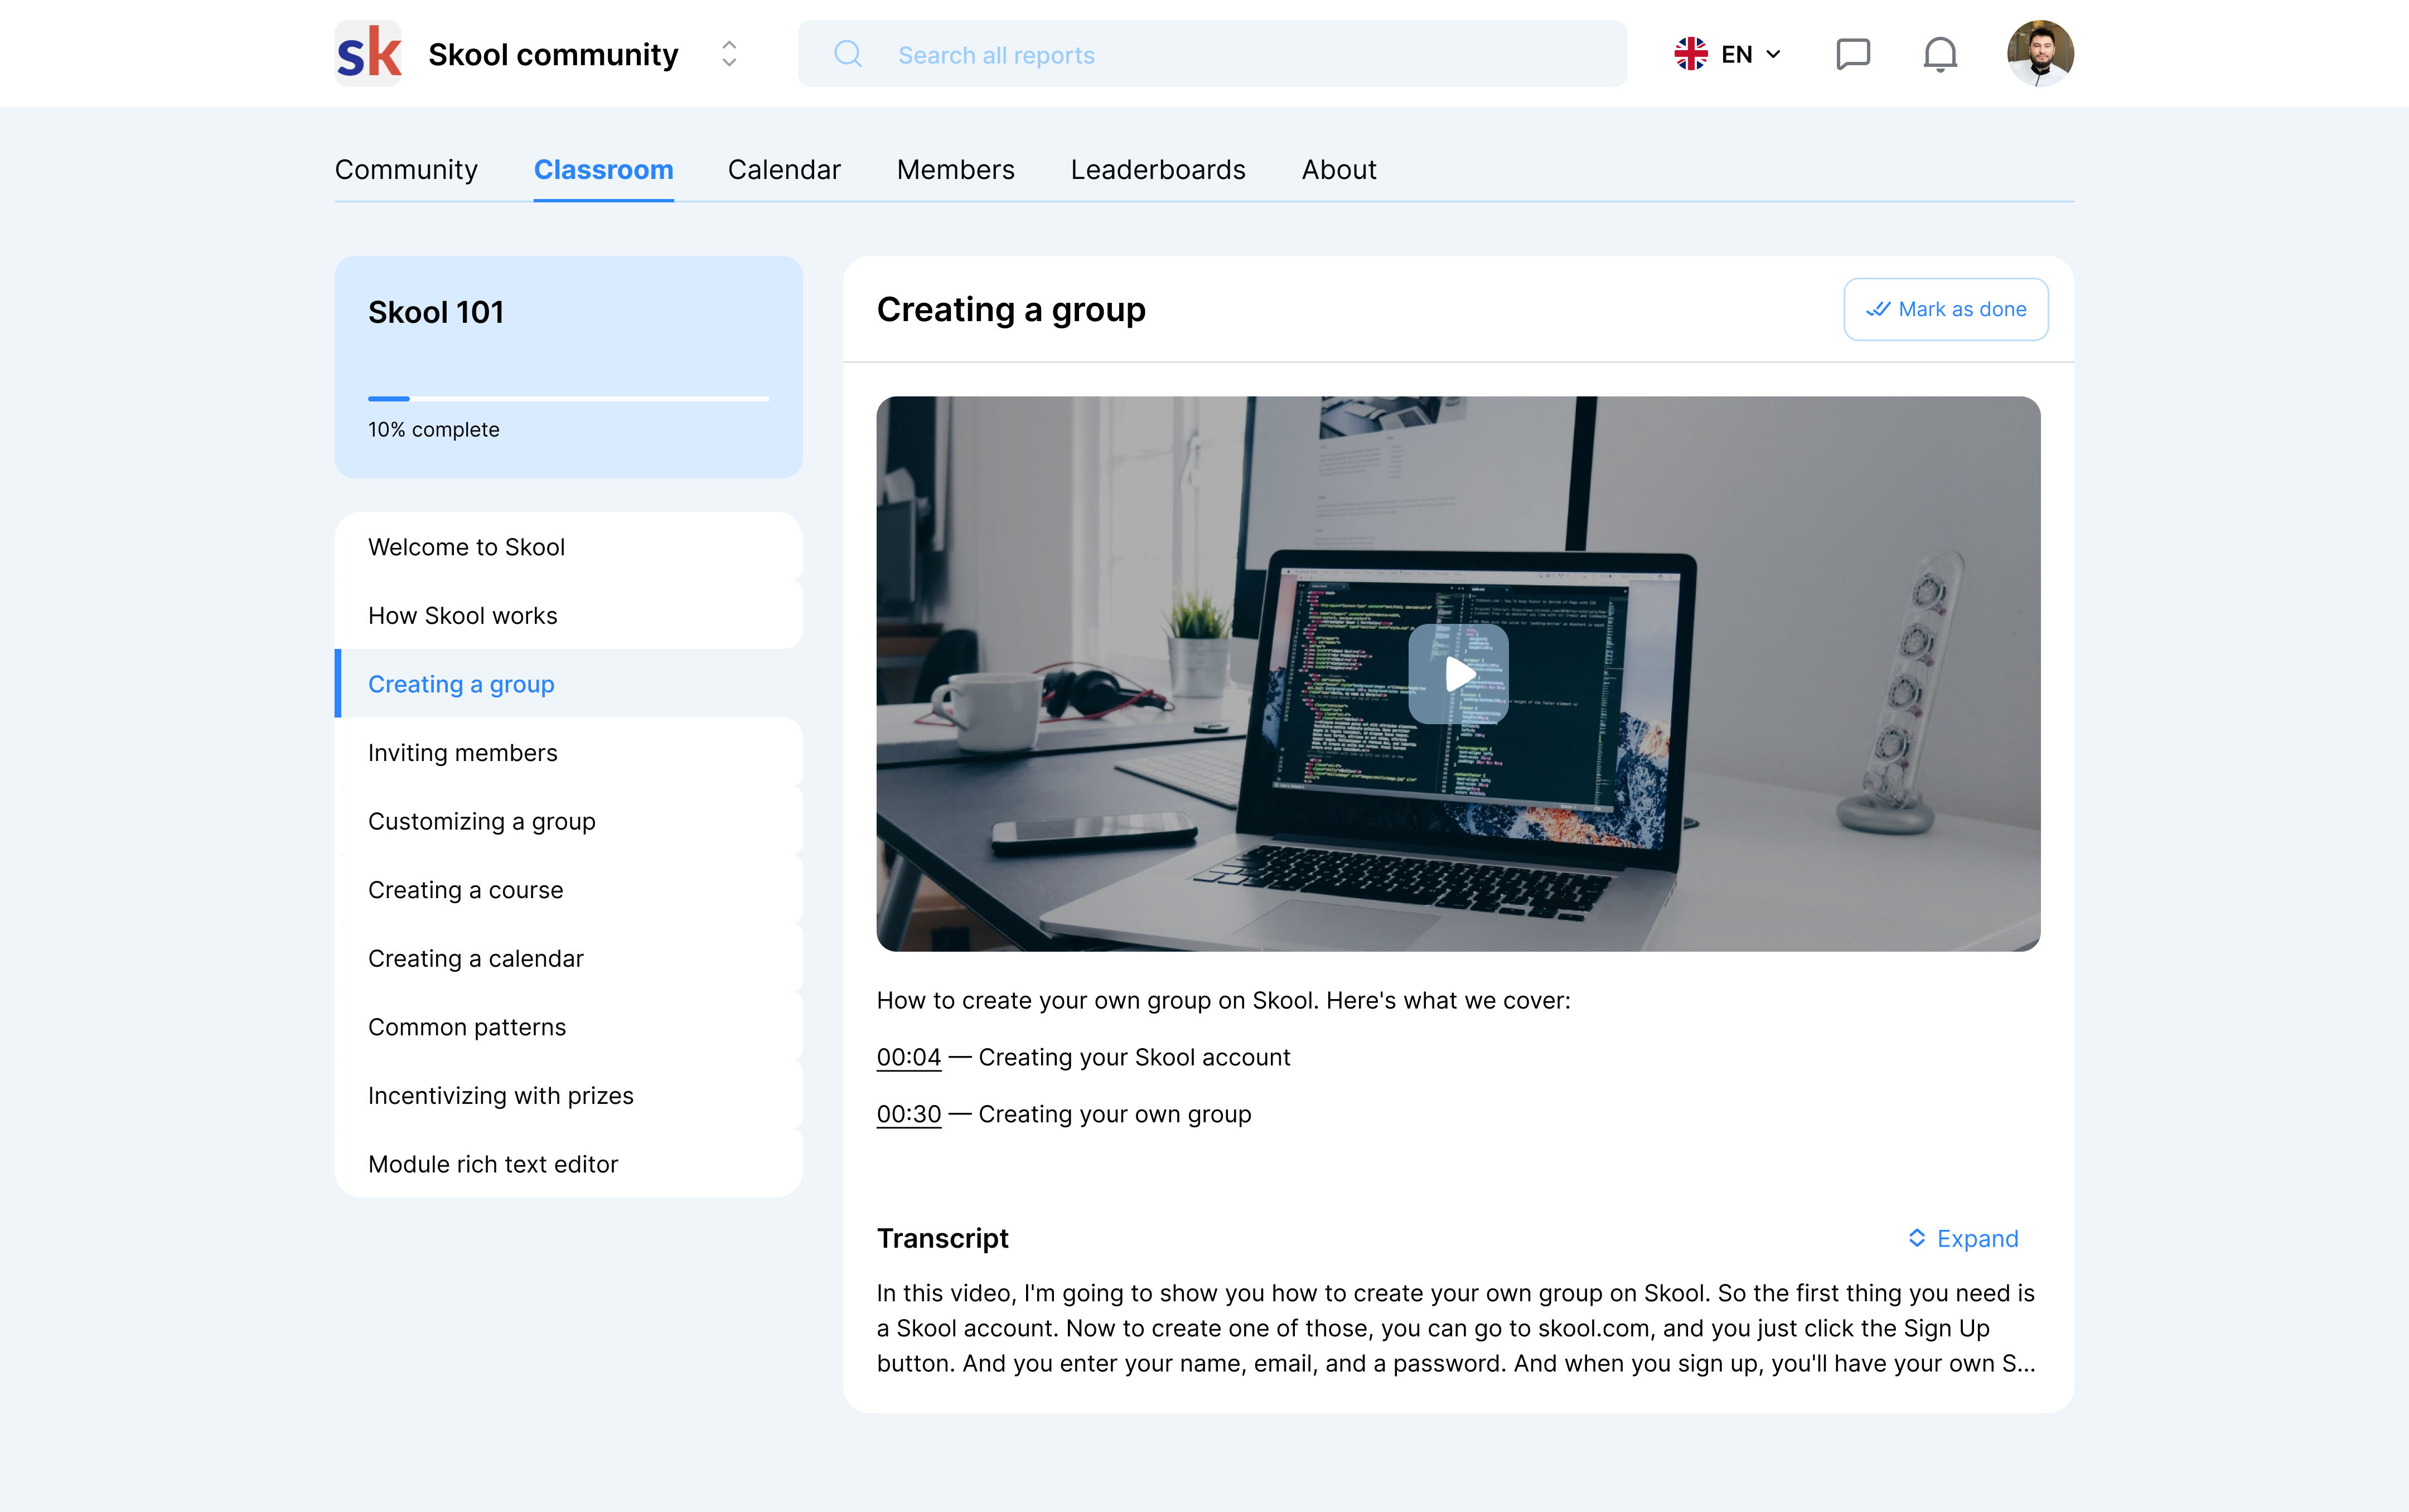 sk
Skool community
Search all reports
EN
Community
Classroom
Calendar
Members
Leaderboards
About
Skool 101
10% complete
Welcome to Skool
How Skool works
Creating a group
Inviting members
Customizing a group
Creating a course
Creating a calendar
Common patterns
Incentivizing with prizes
Module rich text editor
Creating a group
Mark as done
How to create your own group on Skool. Here's what we cover:
00:04 — Creating your Skool account
00:30 — Creating your own group
Transcript
Expand
In this video, I'm going to show you how to create your own group on Skool. So the first thing you need is
a Skool account. Now to create one of those, you can go to skool.com, and you just click the Sign Up
button. And you enter your name, email, and a password. And when you sign up, you'll have your own S...